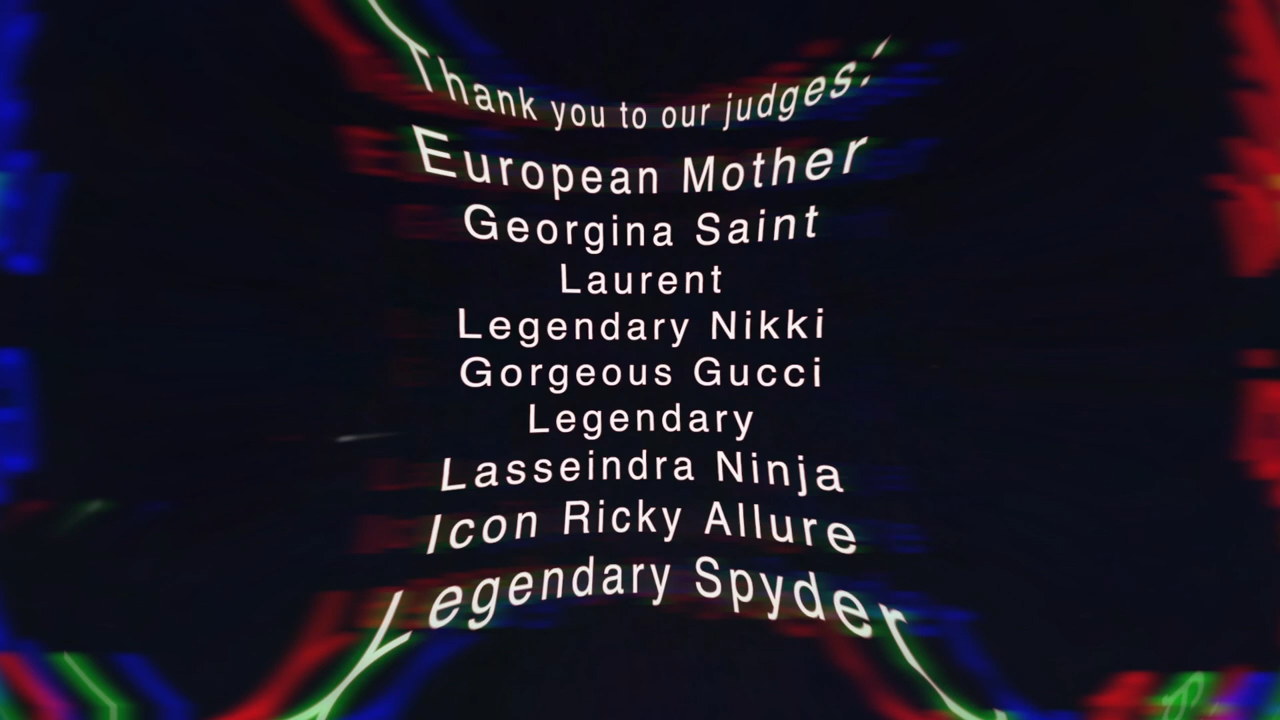 Thank you to our judges:
European Mother
Georgina Saint
Laurent
Legendary Nikki
Gorgeous Gucci
Legendary
Lasseindra Ninja
Icon Ricky Allure
Legendary Spyder